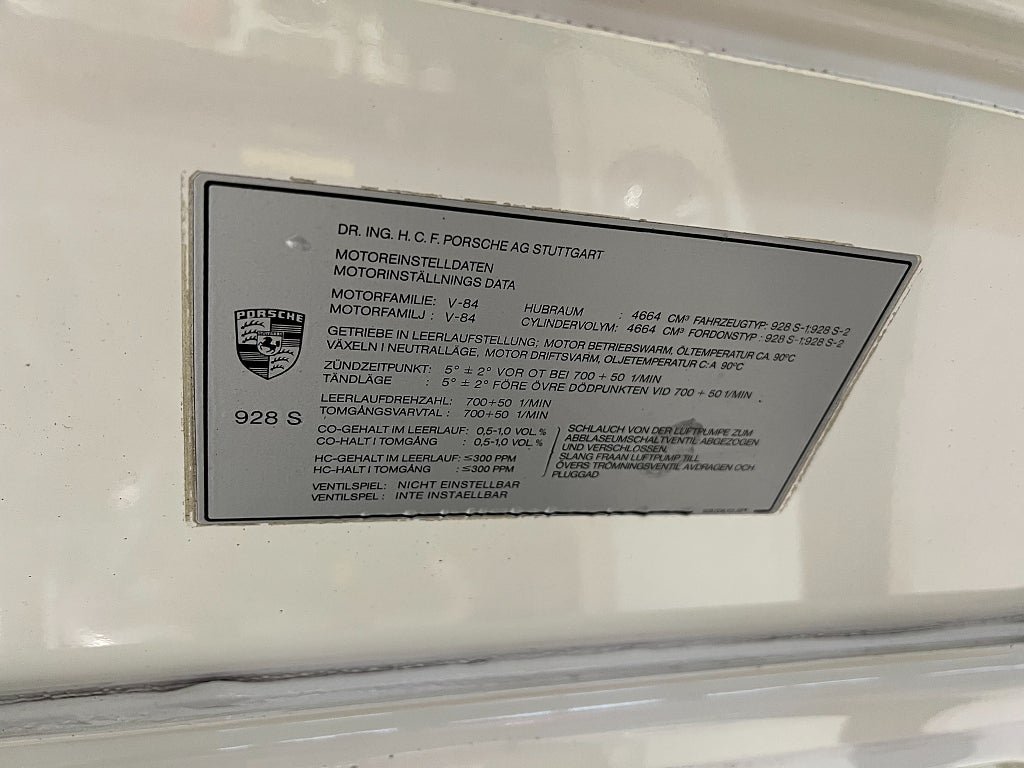 DR. ING. H. C. F. PORSCHE AG STUTTGART
MOTOREINSTELLDATEN
MOTORINSTÄLLNINGS DATA
MOTORFAMILIE: V-84 HUBRAUM : 4664 CM³ FAHRZEUGTYP: 928 S-1;928 S-2
MOTORFAMILJ : V-84 CYLINDERVOLYM: 4664 CM³ FORDONSTYP : 928 S-1;928 S-2
GETRIEBE IN LEERLAUFSTELLUNG; MOTOR BETRIEBSWARM, ÖLTEMPERATUR CA. 90°C
VÄXELN I NEUTRALLÄGE, MOTOR DRIFTSVARM, OLJETEMPERATUR C:A 90°C
ZÜNDZEITPUNKT: 5° ± 2° VOR OT BEI 700 + 50 1/MIN
TÄNDLÄGE : 5° ± 2° FÖRE ÖVRE DÖDPUNKTEN VID 700 + 50 1/MIN
LEERLAUFDREHZAHL: 700+50 1/MIN
TOMGÅNGSVARVTAL : 700+50 1/MIN
CO-GEHALT IM LEERLAUF: 0,5-1,0 VOL %
CO-HALT I TOMGÅNG : 0,5-1,0 VOL %
HC-GEHALT IM LEERLAUF: ≤300 PPM
HC-HALT I TOMGÅNG : ≤300 PPM
SCHLAUCH VON DER LUFTPUMPE ZUM
ABBLASEUMSCHALTVENTIL ABGEZOGEN
UND VERSCHLOSSEN.
SLANG FRAAN LUFTPUMP TILL
ÖVERS TRÖMNINGSVENTIL AVDRAGEN OCH
PLUGGAD
VENTILSPIEL: NICHT EINSTELLBAR
VENTILSPEL : INTE INSTAELLBAR
PORSCHE
928 S